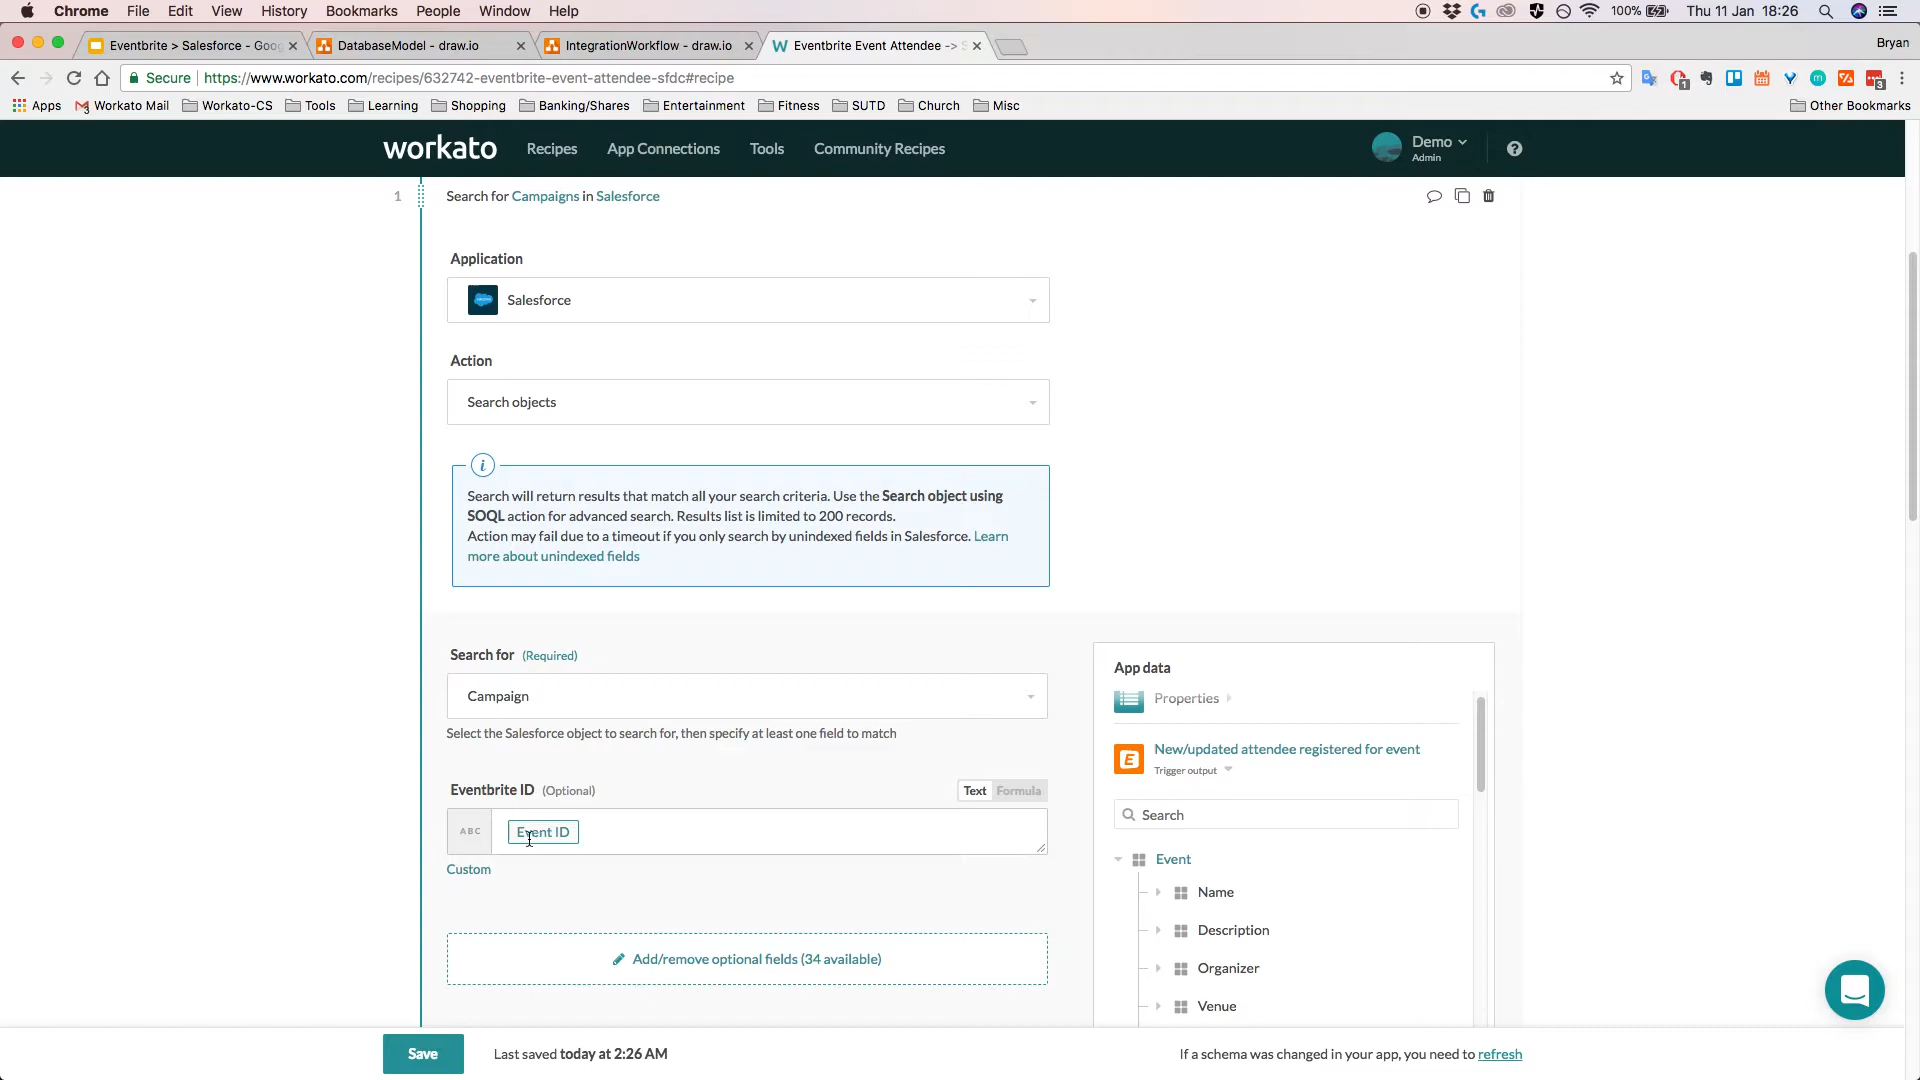 Chrome File Edit View History Bookmarks People Window Help 100% Thu 11 Jan 18:26
Eventbrite > Salesforce - Goog DatabaseModel - draw.io IntegrationWorkflow - draw.io Eventbrite Event Attendee -> S Bryan
Secure https://www.workato.com/recipes/632742-eventbrite-event-attendee-sfdc#recipe
Apps Workato Mail Workato-CS Tools Learning Shopping Banking/Shares Entertainment Fitness SUTD Church Misc Other Bookmarks
workato Recipes App Connections Tools Community Recipes Demo
Admin
1 Search for Campaigns in Salesforce
Application
Salesforce
Action
Search objects
Search will return results that match all your search criteria. Use the Search object using
SOQL action for advanced search. Results list is limited to 200 records.
Action may fail due to a timeout if you only search by unindexed fields in Salesforce. Learn
more about unindexed fields
Search for (Required)
Campaign
Select the Salesforce object to search for, then specify at least one field to match
Eventbrite ID (Optional) Text Formula
ABC Event ID
Custom
Add/remove optional fields (34 available)
App data
Properties
New/updated attendee registered for event
Trigger output
Search
Event
Name
Description
Organizer
Venue
Save Last saved today at 2:26 AM If a schema was changed in your app, you need to refresh